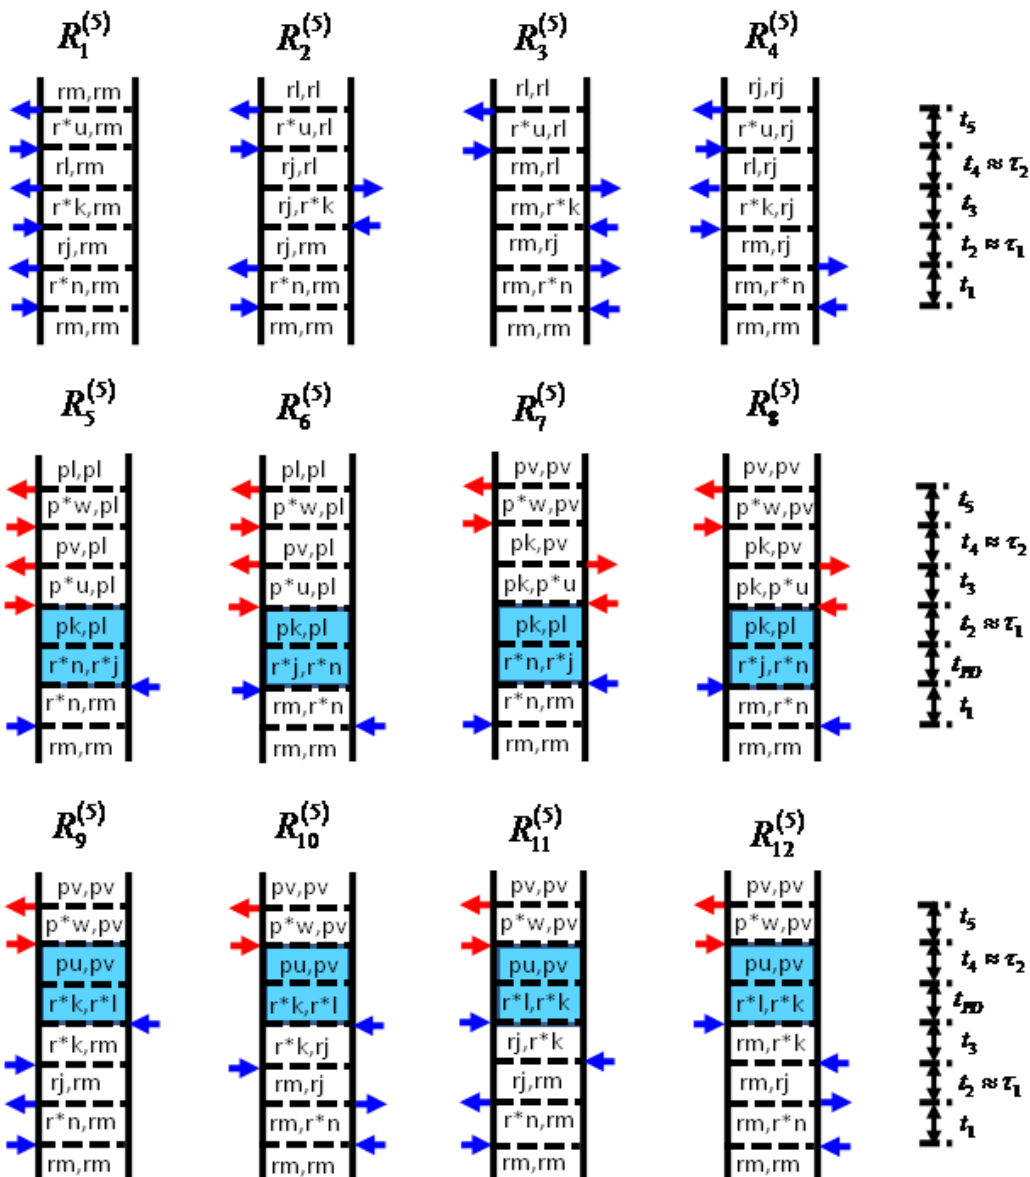 R₁⁽⁵⁾ R₂⁽⁵⁾ R₃⁽⁵⁾ R₄⁽⁵⁾
rm,rm rl,rl rl,rl rj,rj
r*u,rm r*u,rl r*u,rl r*u,rj t₅
rl,rm rj,rl rm,rl rl,rj t₄ ≈ τ₂
r*k,rm rj,r*k rm,r*k r*k,rj t₃
rj,rm rj,rm rm,rj rm,rj t₂ ≈ τ₁
r*n,rm r*n,rm rm,r*n rm,r*n t₁
rm,rm rm,rm rm,rm rm,rm
R₅⁽⁵⁾ R₆⁽⁵⁾ R₇⁽⁵⁾ R₈⁽⁵⁾
pl,pl pl,pl pv,pv pv,pv
p*w,pl p*w,pl p*w,pv p*w,pv t₅
pv,pl pv,pl pk,pv pk,pv t₄ ≈ τ₂
p*u,pl p*u,pl pk,p*u pk,p*u t₃
pk,pl pk,pl pk,pl pk,pl t₂ ≈ τ₁
r*n,r*j r*j,r*n r*n,r*j r*j,r*n t_PD
r*n,rm rm,r*n r*n,rm rm,r*n t₁
rm,rm rm,rm rm,rm rm,rm
R₉⁽⁵⁾ R₁₀⁽⁵⁾ R₁₁⁽⁵⁾ R₁₂⁽⁵⁾
pv,pv pv,pv pv,pv pv,pv
p*w,pv p*w,pv p*w,pv p*w,pv t₅
pu,pv pu,pv pu,pv pu,pv t₄ ≈ τ₂
r*k,r*l r*k,r*l r*l,r*k r*l,r*k t_PD
r*k,rm r*k,rj rj,r*k rm,r*k t₃
rj,rm rm,rj rj,rm rm,rj t₂ ≈ τ₁
r*n,rm rm,r*n r*n,rm rm,r*n t₁
rm,rm rm,rm rm,rm rm,rm